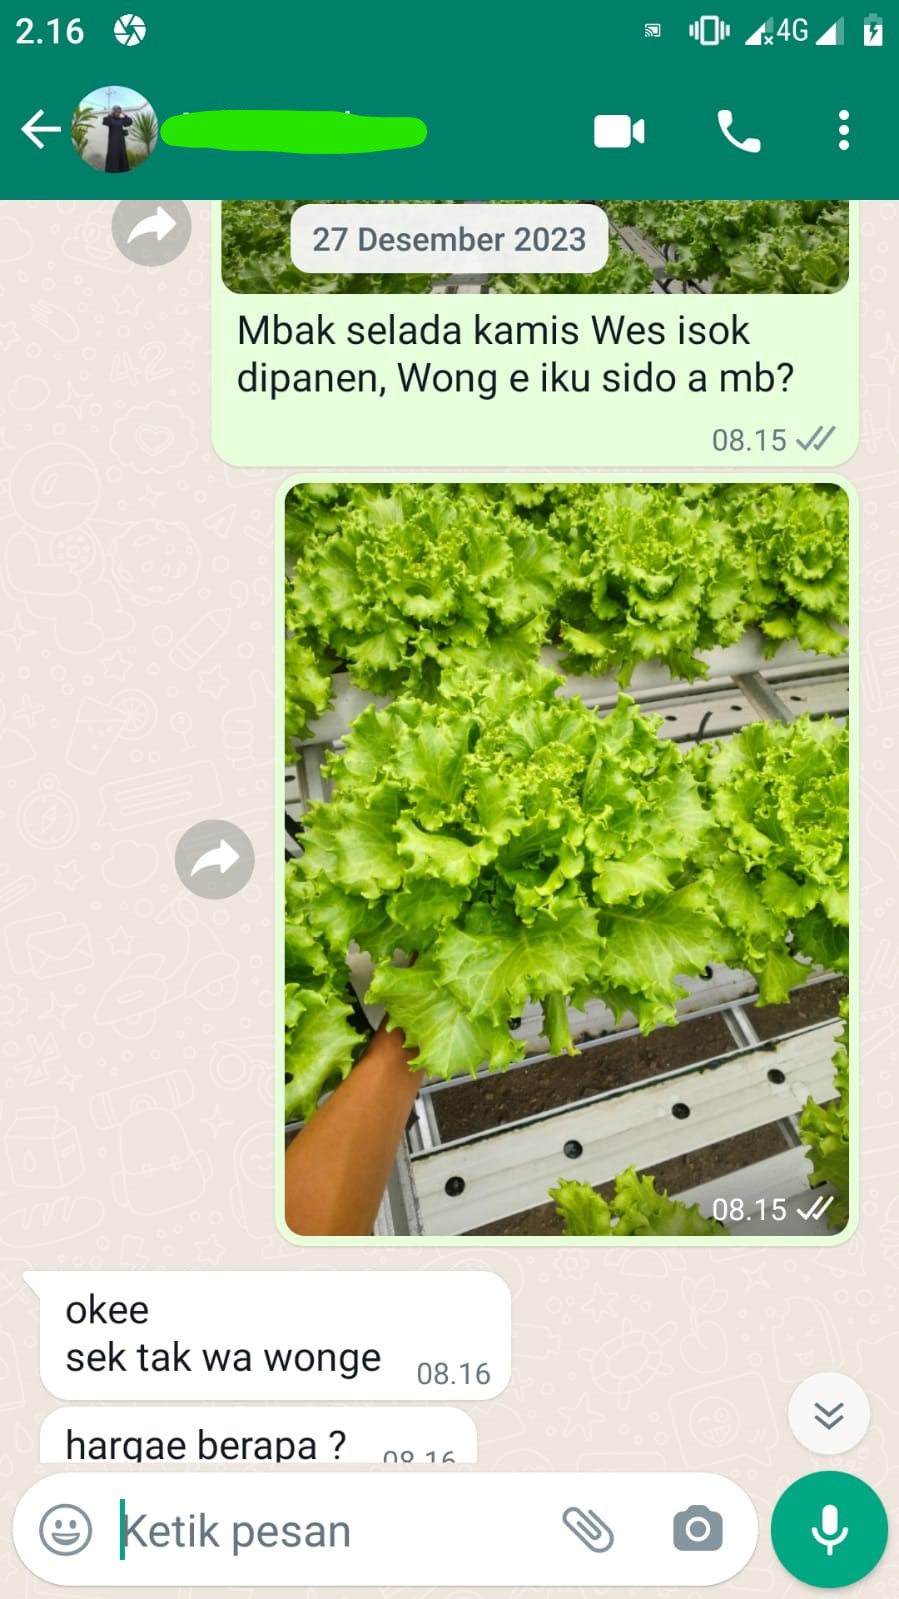 2.16
4G
27 Desember 2023
Mbak selada kamis Wes isok
dipanen, Wong e iku sido a mb?
08.15
08.15
okee
sek tak wa wonge
08.16
hargae berapa ?
08.16
Ketik pesan